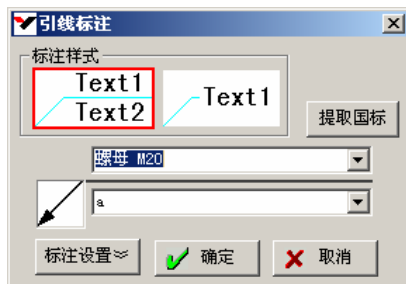 引线标注
标注样式
Text1
Text2
Text1
提取国标
螺母 M20
a
标注设置
确定
取消